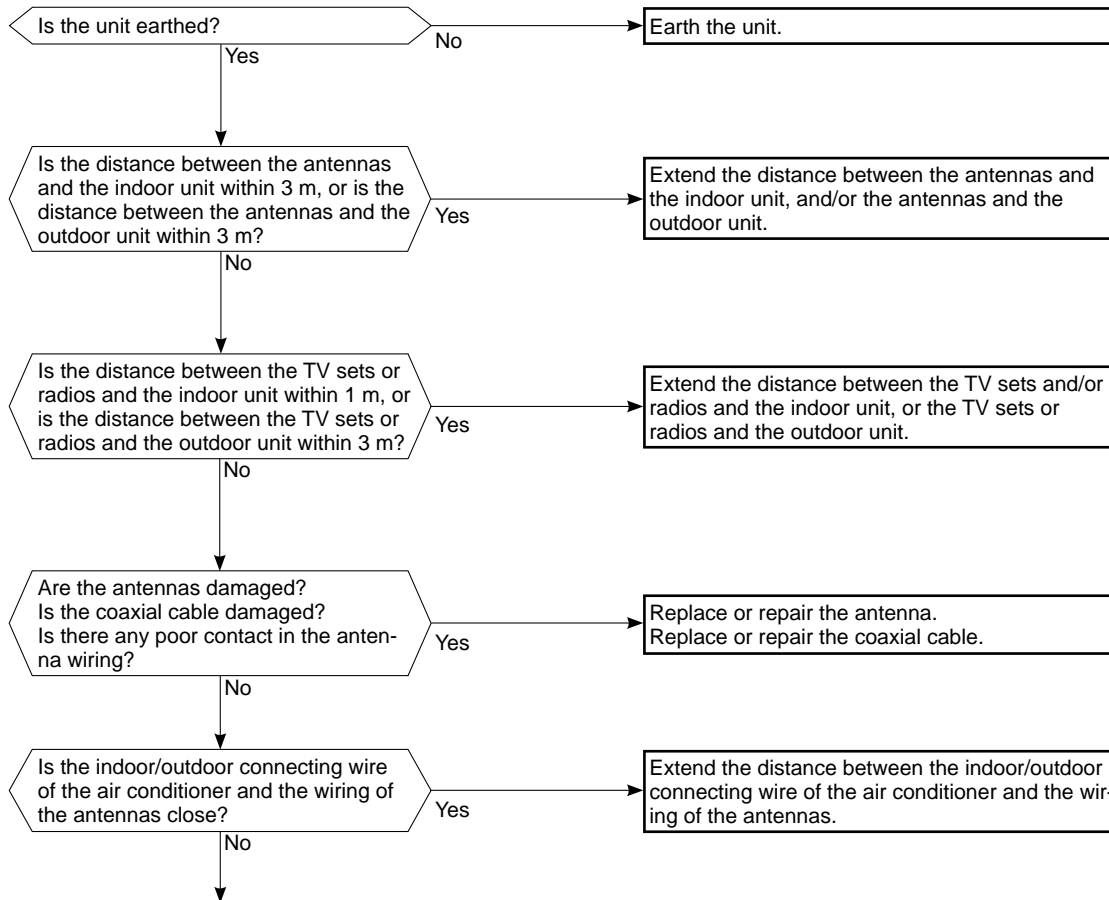 Is the unit earthed?
No
Earth the unit.
Yes
Is the distance between the antennas
and the indoor unit within 3 m, or is the
distance between the antennas and the
outdoor unit within 3 m?
Yes
Extend the distance between the antennas and
the indoor unit, and/or the antennas and the
outdoor unit.
No
Is the distance between the TV sets or
radios and the indoor unit within 1 m, or
is the distance between the TV sets or
radios and the outdoor unit within 3 m?
Yes
Extend the distance between the TV sets and/or
radios and the indoor unit, or the TV sets or
radios and the outdoor unit.
No
Are the antennas damaged?
Is the coaxial cable damaged?
Is there any poor contact in the anten-
na wiring?
Yes
Replace or repair the antenna.
Replace or repair the coaxial cable.
No
Is the indoor/outdoor connecting wire
of the air conditioner and the wiring of
the antennas close?
Yes
Extend the distance between the indoor/outdoor
connecting wire of the air conditioner and the wir-
ing of the antennas.
No